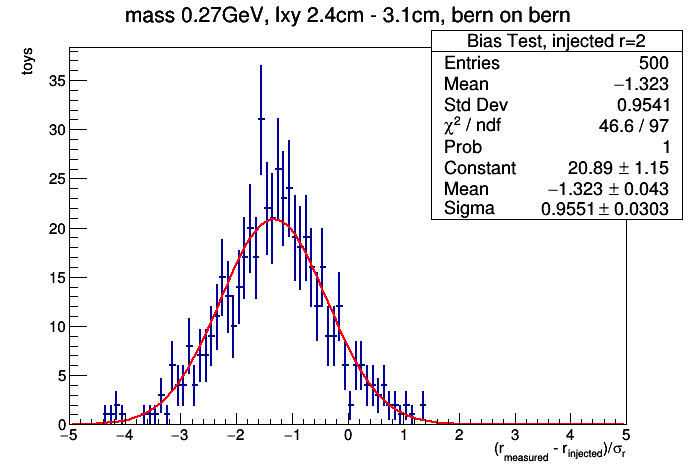 mass 0.27GeV, lxy 2.4cm - 3.1cm, bern on bern
Bias Test, injected r=2
Entries 500
Mean −1.323
Std Dev 0.9541
χ² / ndf 46.6 / 97
Prob 1
Constant 20.89 ± 1.15
Mean −1.323 ± 0.043
Sigma 0.9551 ± 0.0303
toys
35
30
25
20
15
10
5
0
−5 −4 −3 −2 −1 0 1 2 3 4 5
(r_measured - r_injected)/σ_r